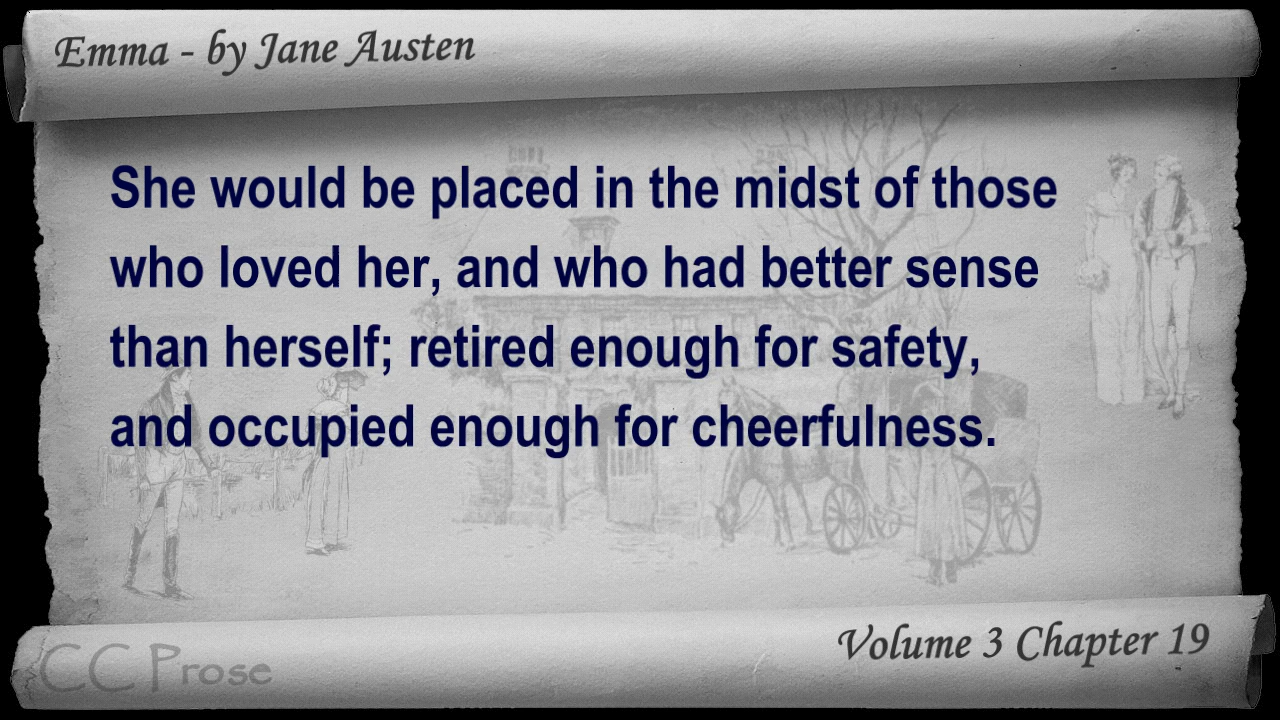 Emma - by Jane Austen
She would be placed in the midst of those
who loved her, and who had better sense
than herself; retired enough for safety,
and occupied enough for cheerfulness.
Volume 3 Chapter 19
CC Prose